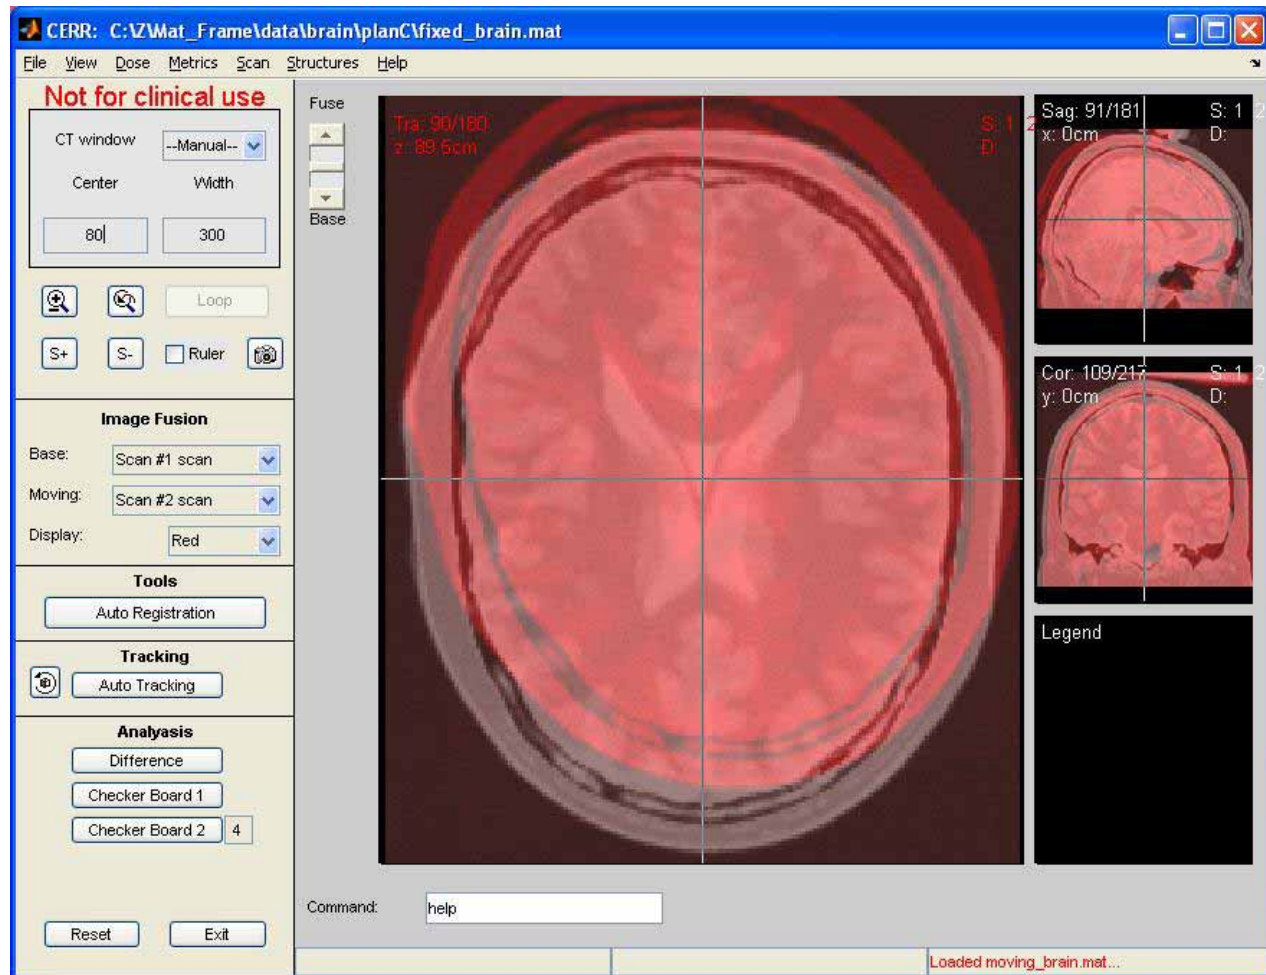 CERR: C:\Z\Mat_Frame\data\brain\planC\fixed_brain.mat
File View Dose Metrics Scan Structures Help
Not for clinical use
CT window --Manual--
Center Width
80 300
Loop
S+ S- Ruler
Image Fusion
Base: Scan #1 scan
Moving: Scan #2 scan
Display: Red
Tools
Auto Registration
Tracking
Auto Tracking
Analyasis
Difference
Checker Board 1
Checker Board 2 4
Reset Exit
Fuse
Base
Tra: 90/180 S: 1 2
z: 89.5cm D:
Sag: 91/181 S: 1 2
x: 0cm D:
Cor: 109/217 S: 1 2
y: 0cm D:
Legend
Command: help
Loaded moving_brain.mat...